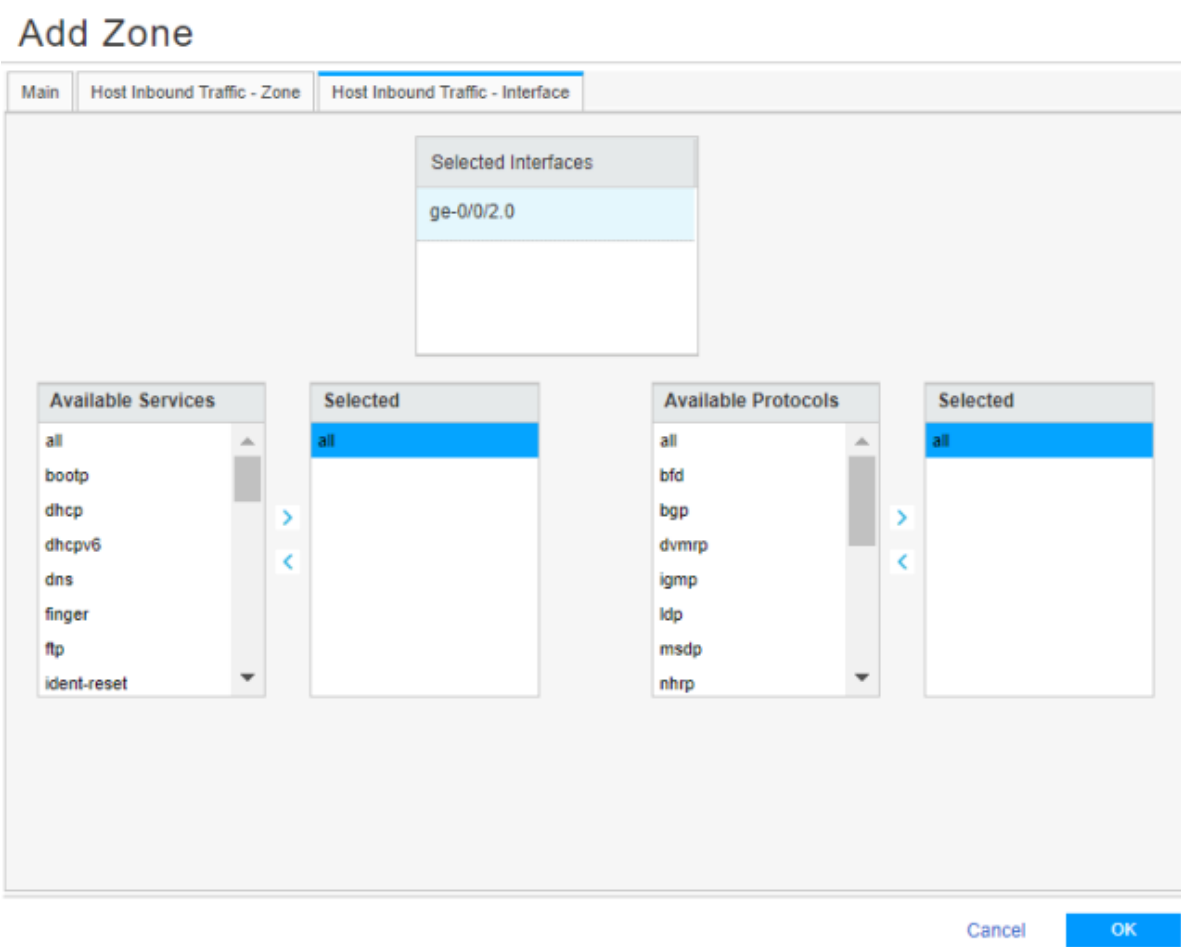 Add Zone
Main
Host Inbound Traffic - Zone
Host Inbound Traffic - Interface
Selected Interfaces
ge-0/0/2.0
Available Services
all
bootp
dhcp
dhcpv6
dns
finger
ftp
ident-reset
Selected
all
Available Protocols
all
bfd
bgp
dvmrp
igmp
ldp
msdp
nhrp
Selected
all
Cancel
OK